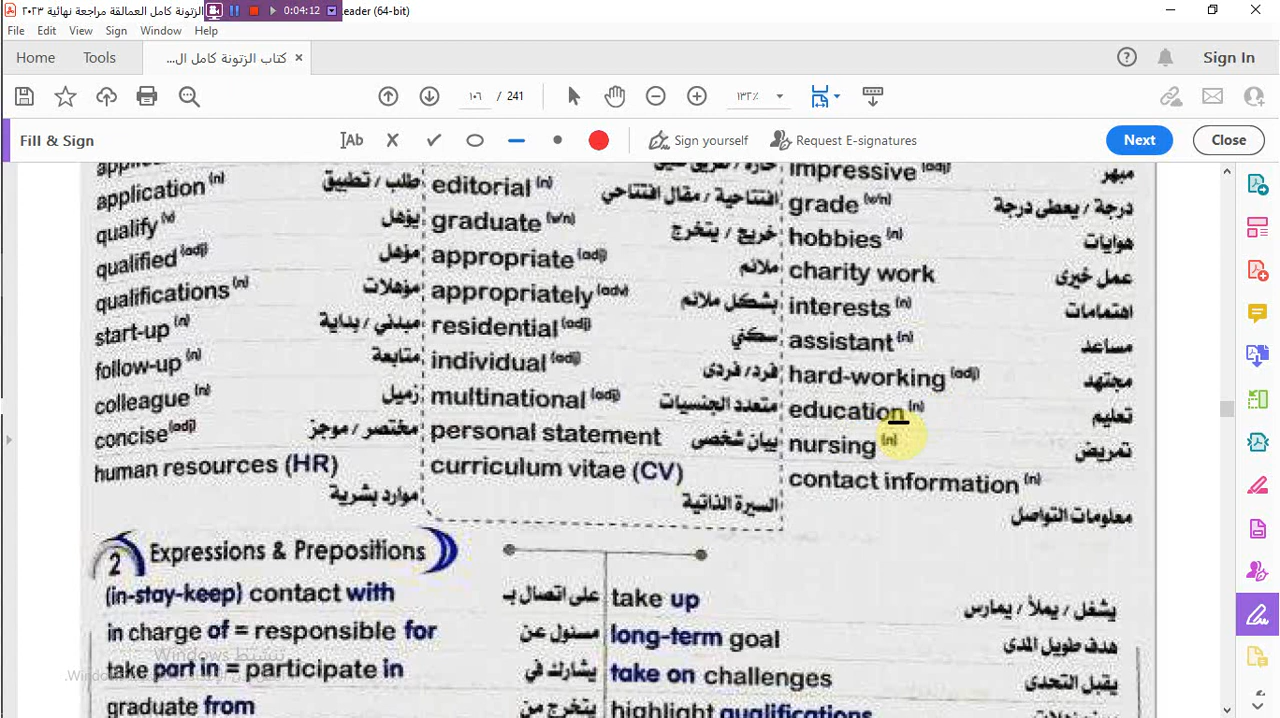 الزتونة كامل العمالقة مراجعة نهائية ٢٠٢٣
0:04:12
eader (64-bit)
File Edit View Sign Window Help
Home Tools كتاب الزتونة كامل ال... × Sign In
١٠٦ / 241 ١٣٢٪
Fill & Sign Ab Sign yourself Request E-signatures Next Close
application (n) طلب / تطبيق
qualify (v) يؤهل
qualified (adj) مؤهل
qualifications (n) مؤهلات
start-up (n) مبدئي / بداية
follow-up (n) متابعة
colleague (n) زميل
concise (adj) مختصر / موجز
human resources (HR)
موارد بشرية
editorial (n) افتتاحية / مقال افتتاحي
graduate (v/n) خريج / يتخرج
appropriate (adj) ملائم
appropriately (adv) بشكل ملائم
residential (adj) سكني
individual (adj) فرد/ فردى
multinational (adj) متعدد الجنسيات
personal statement بيان شخصى
curriculum vitae (CV)
السيرة الذاتية
impressive (adj) مبهر
grade (v/n) درجة / يعطى درجة
hobbies (n) هوايات
charity work عمل خيرى
interests (n) اهتمامات
assistant (n) مساعد
hard-working (adj) مجتهد
education (n) تعليم
nursing (n) تمريض
contact information (n)
معلومات التواصل
2 Expressions & Prepositions
(in-stay-keep) contact with على اتصال بـ
in charge of = responsible for مسئول عن
take part in = participate in يشارك في
graduate from يتخرج من
take up يشغل / يملأ / يمارس
long-term goal هدف طويل المدى
take on challenges يقبل التحدى
highlight qualifications
تنشيط Windows